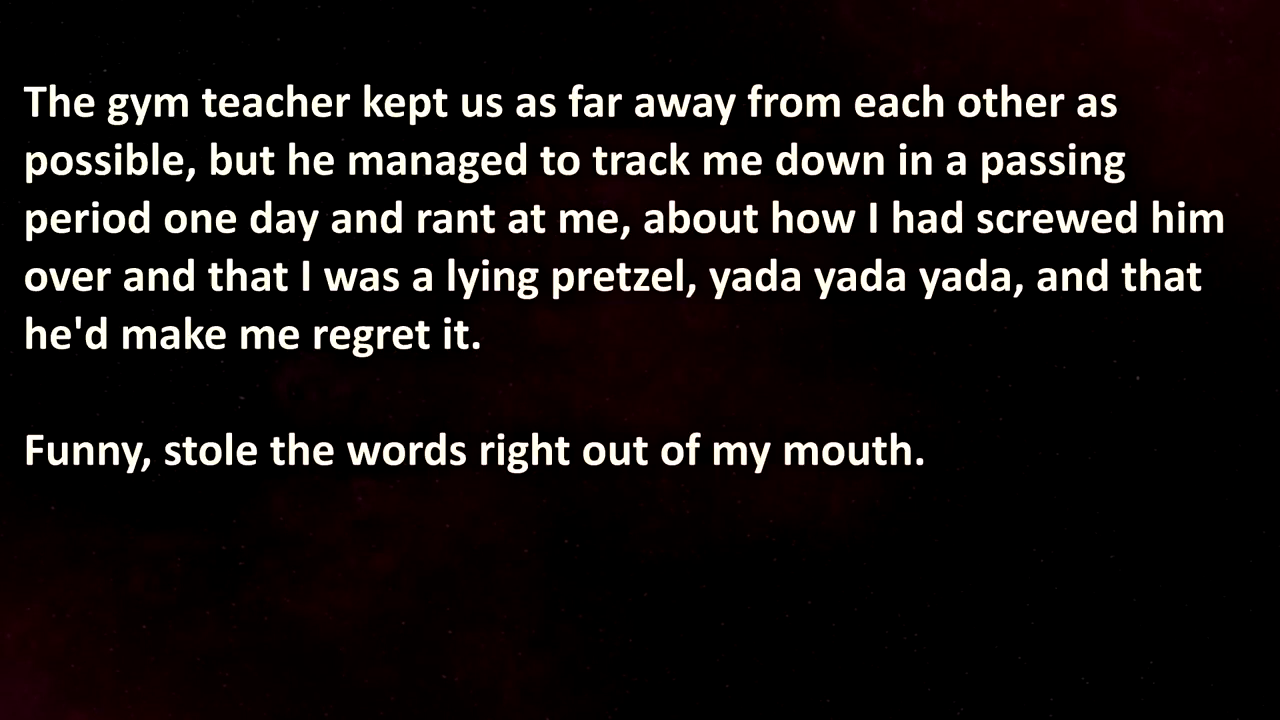 The gym teacher kept us as far away from each other as
possible, but he managed to track me down in a passing
period one day and rant at me, about how I had screwed him
over and that I was a lying pretzel, yada yada yada, and that
he'd make me regret it.
Funny, stole the words right out of my mouth.